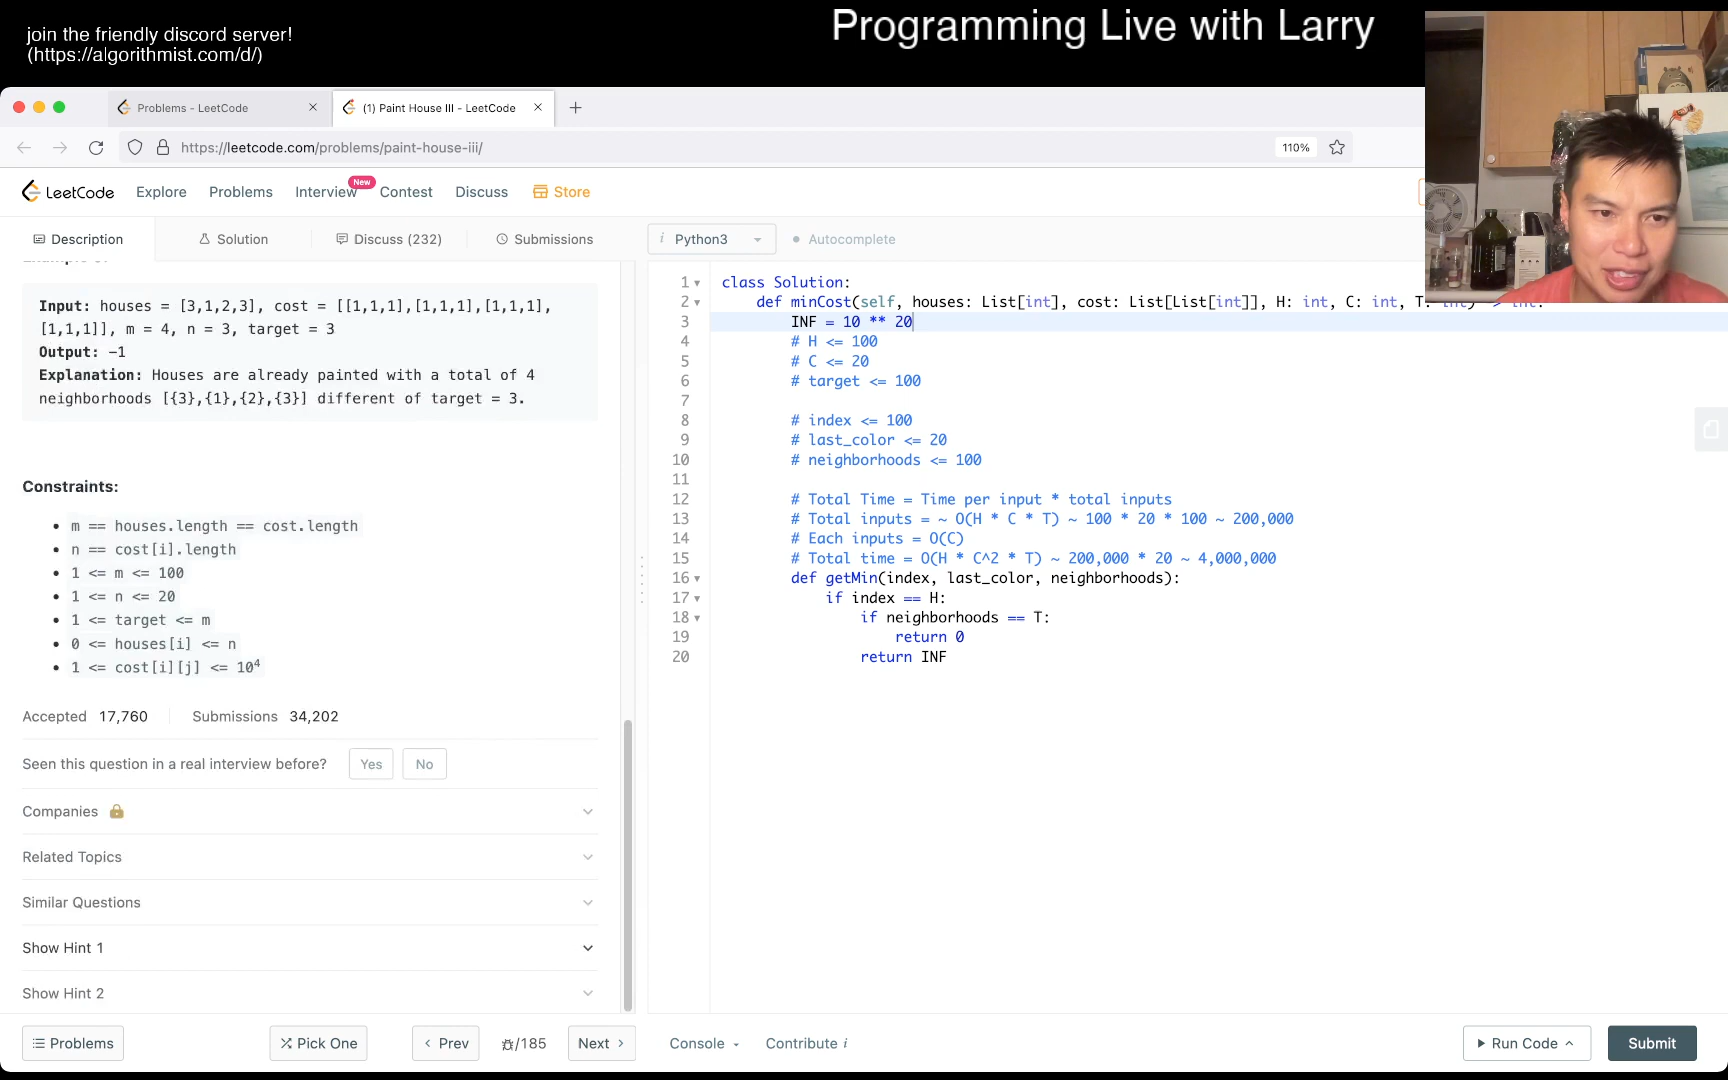 join the friendly discord server!
(https://algorithmist.com/d/)
Programming Live with Larry
Problems - LeetCode
(1) Paint House III - LeetCode
https://leetcode.com/problems/paint-house-iii/
110%
LeetCode
Explore
Problems
Interview
New
Contest
Discuss
Store
Description
Solution
Discuss (232)
Submissions
i Python3
Autocomplete
Input: houses = [3,1,2,3], cost = [[1,1,1],[1,1,1],[1,1,1],
[1,1,1]], m = 4, n = 3, target = 3
Output: -1
Explanation: Houses are already painted with a total of 4
neighborhoods [{3},{1},{2},{3}] different of target = 3.
Constraints:
m == houses.length == cost.length
n == cost[i].length
1 <= m <= 100
1 <= n <= 20
1 <= target <= m
0 <= houses[i] <= n
1 <= cost[i][j] <= 10⁴
Accepted 17,760
Submissions 34,202
Seen this question in a real interview before?
Yes
No
Companies
Related Topics
Similar Questions
Show Hint 1
Show Hint 2
1 class Solution:
2 def minCost(self, houses: List[int], cost: List[List[int]], H: int, C: int, T:
3 INF = 10 ** 20
4 # H <= 100
5 # C <= 20
6 # target <= 100
7
8 # index <= 100
9 # last_color <= 20
10 # neighborhoods <= 100
11
12 # Total Time = Time per input * total inputs
13 # Total inputs = ~ O(H * C * T) ~ 100 * 20 * 100 ~ 200,000
14 # Each inputs = O(C)
15 # Total time = O(H * C^2 * T) ~ 200,000 * 20 ~ 4,000,000
16 def getMin(index, last_color, neighborhoods):
17 if index == H:
18 if neighborhoods == T:
19 return 0
20 return INF
Problems
Pick One
Prev
/185
Next
Console
Contribute i
Run Code
Submit